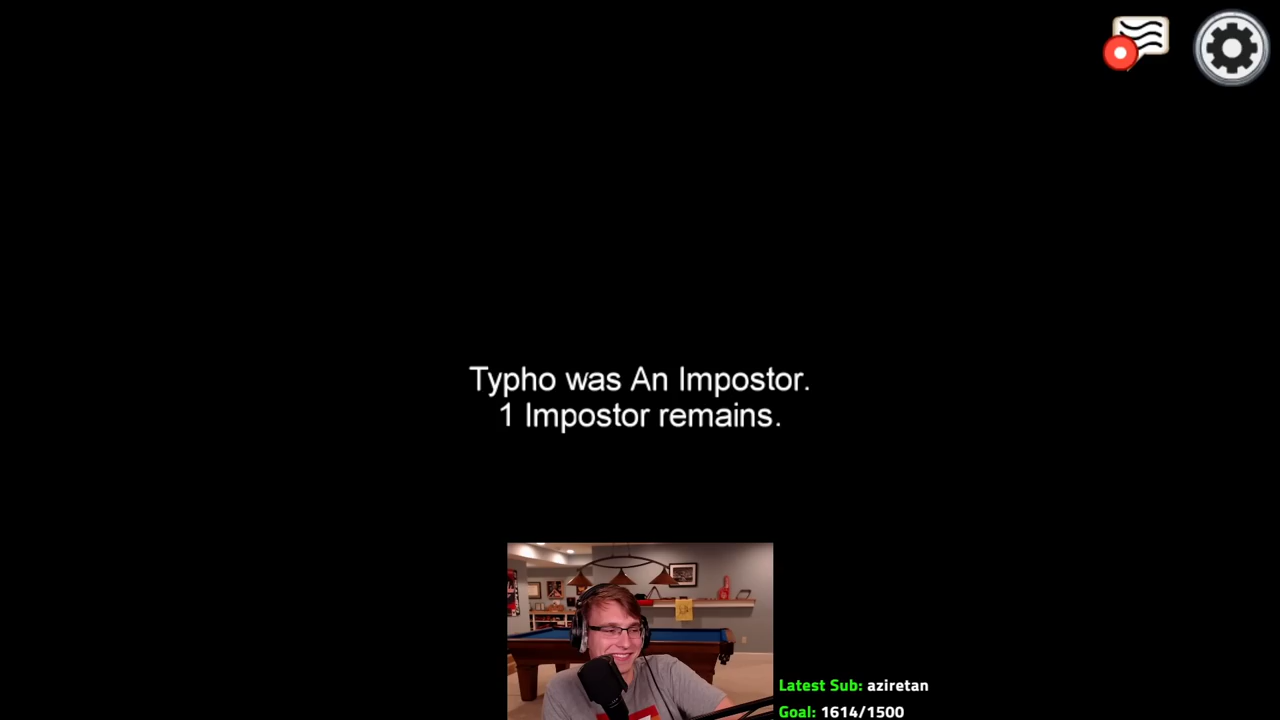 Typho was An Impostor.
1 Impostor remains.
Latest Sub: aziretan
Goal: 1614/1500